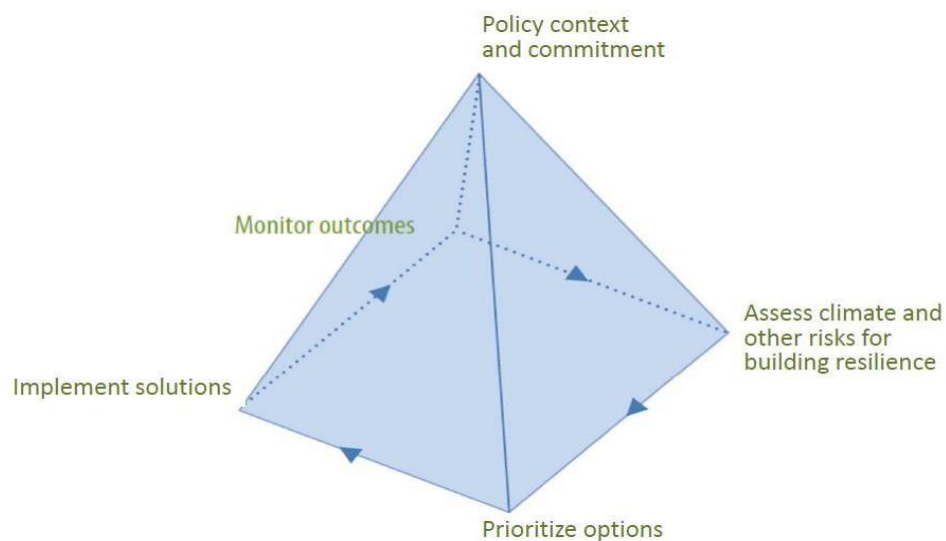 Policy context
and commitment
Monitor outcomes
Assess climate and
other risks for
building resilience
Implement solutions
Prioritize options